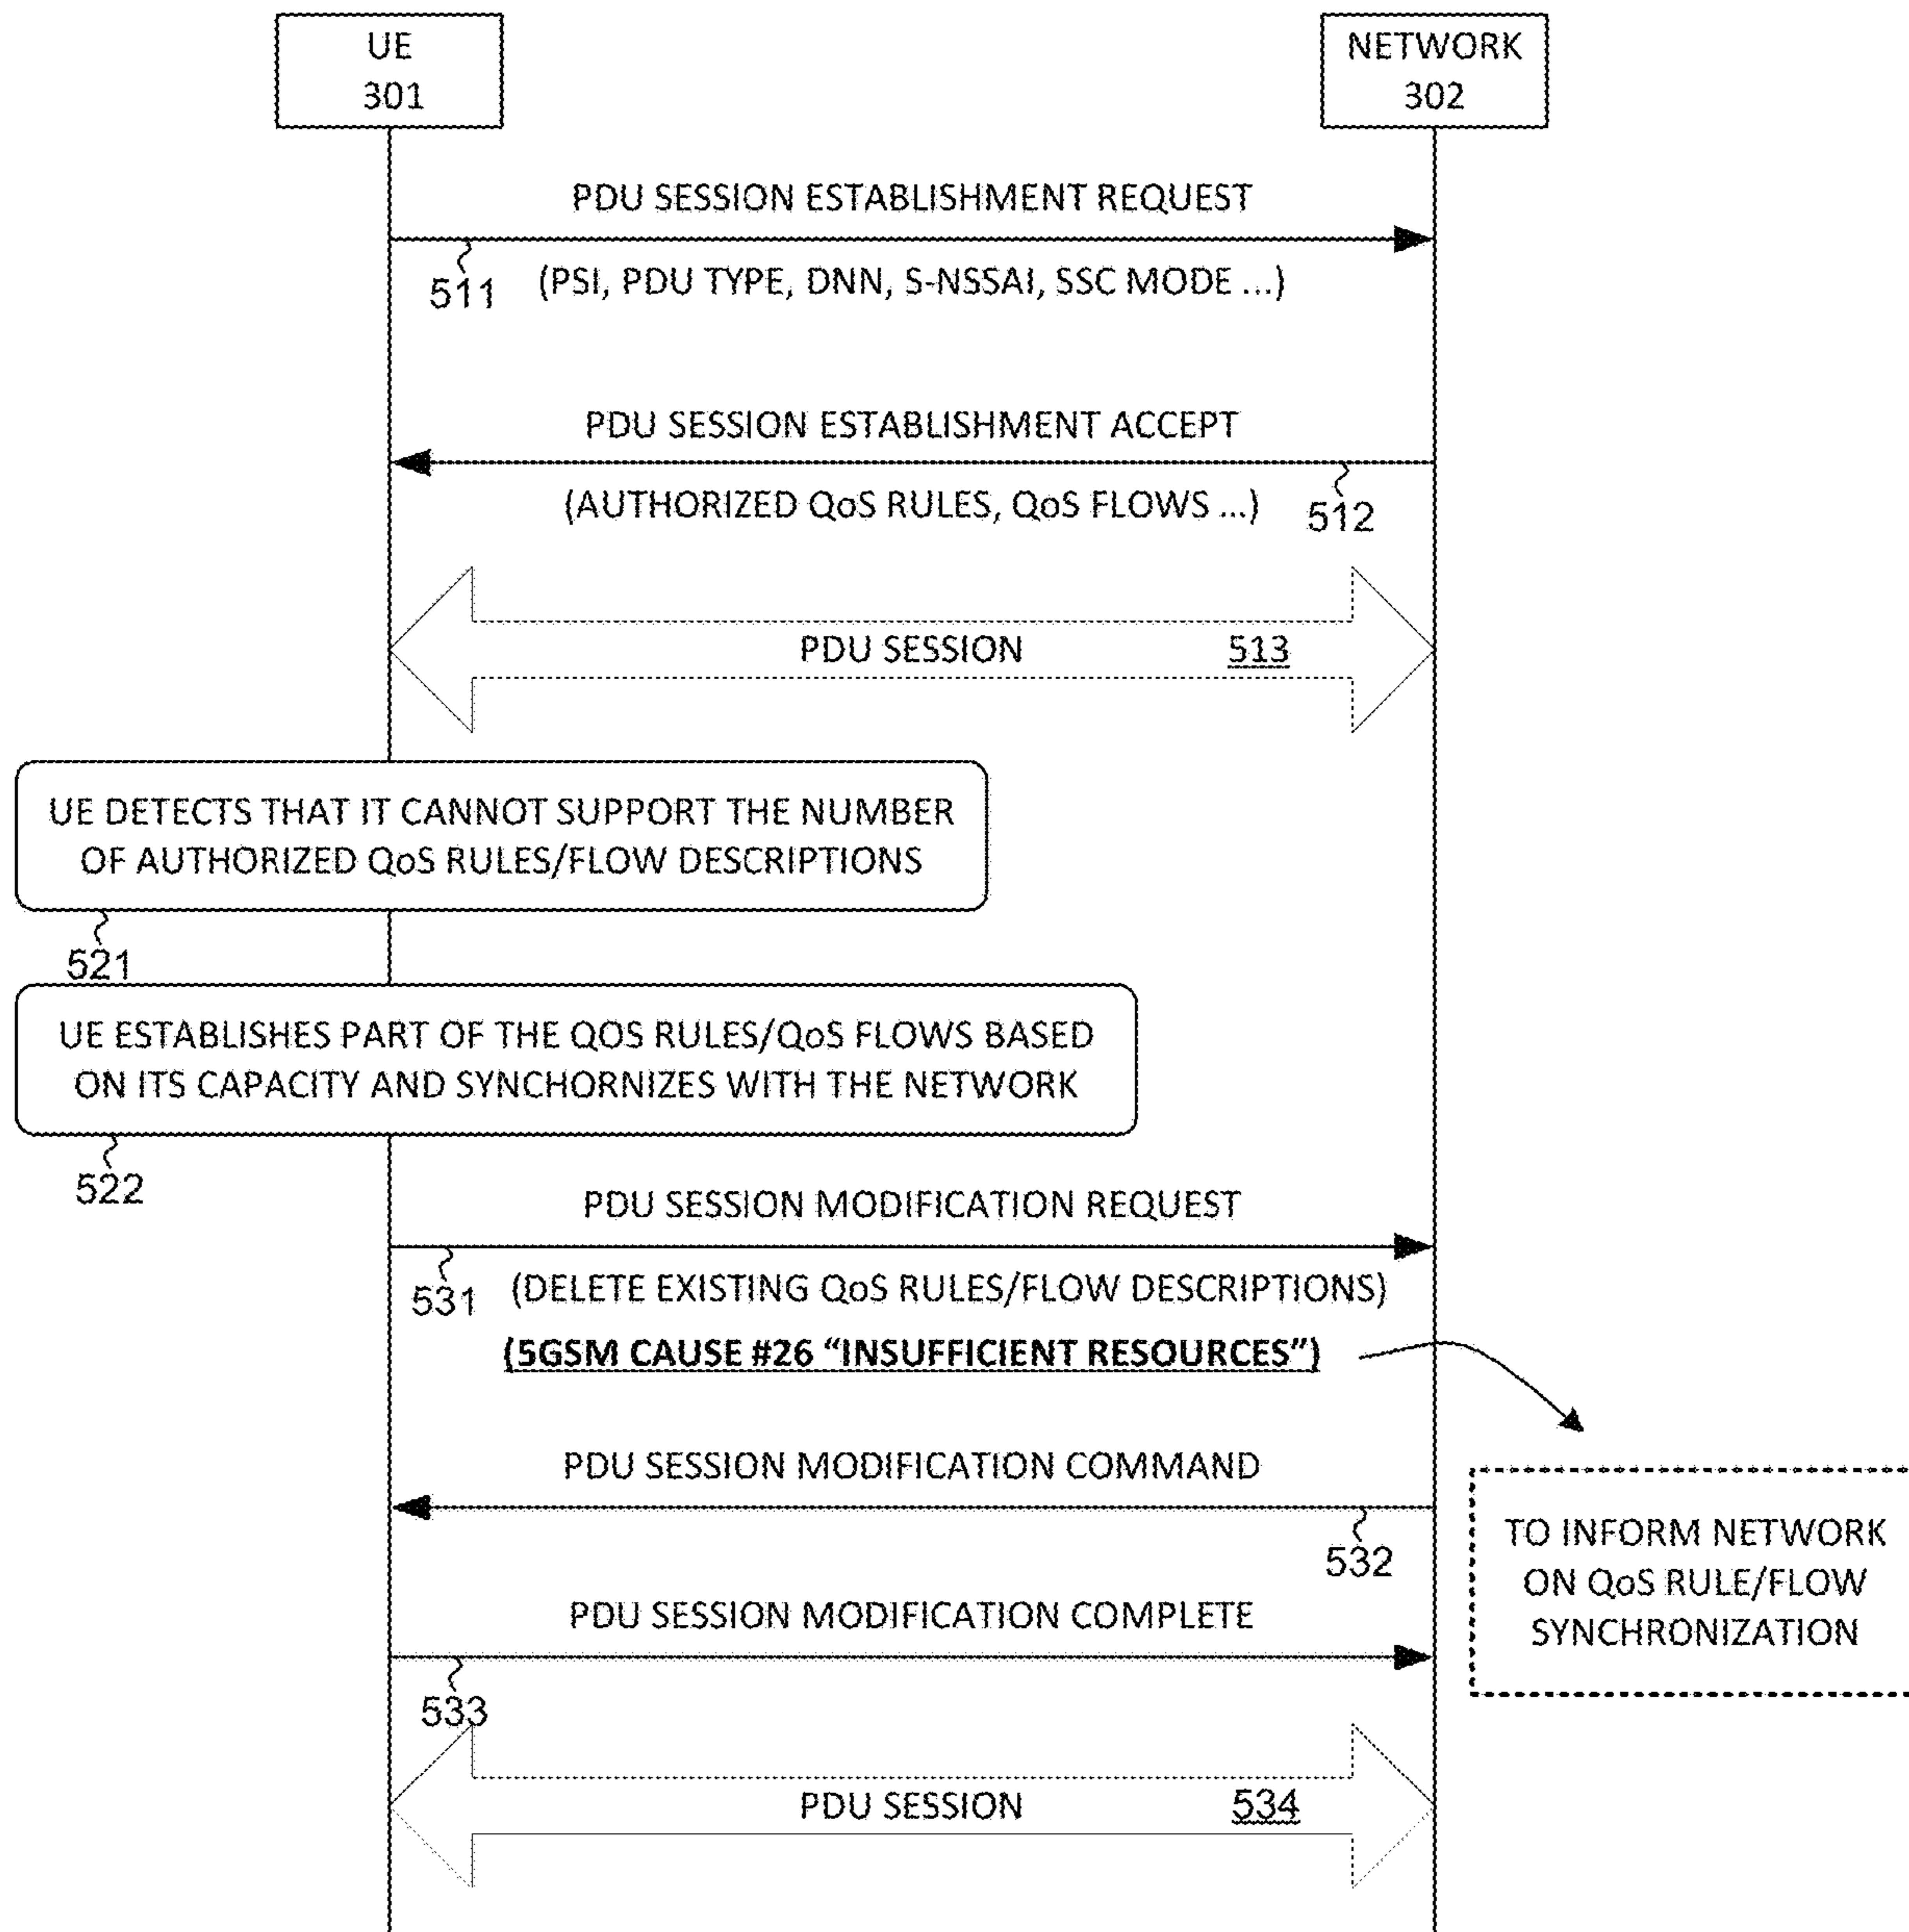 UE
301
NETWORK
302
PDU SESSION ESTABLISHMENT REQUEST
511
(PSI, PDU TYPE, DNN, S-NSSAI, SSC MODE ...)
PDU SESSION ESTABLISHMENT ACCEPT
(AUTHORIZED QoS RULES, QoS FLOWS ...)
512
PDU SESSION
513
UE DETECTS THAT IT CANNOT SUPPORT THE NUMBER
OF AUTHORIZED QoS RULES/FLOW DESCRIPTIONS
521
UE ESTABLISHES PART OF THE QOS RULES/QoS FLOWS BASED
ON ITS CAPACITY AND SYNCHORNIZES WITH THE NETWORK
522
PDU SESSION MODIFICATION REQUEST
531
(DELETE EXISTING QoS RULES/FLOW DESCRIPTIONS)
(5GSM CAUSE #26 “INSUFFICIENT RESOURCES”)
PDU SESSION MODIFICATION COMMAND
532
TO INFORM NETWORK
ON QoS RULE/FLOW
SYNCHRONIZATION
PDU SESSION MODIFICATION COMPLETE
533
PDU SESSION
534